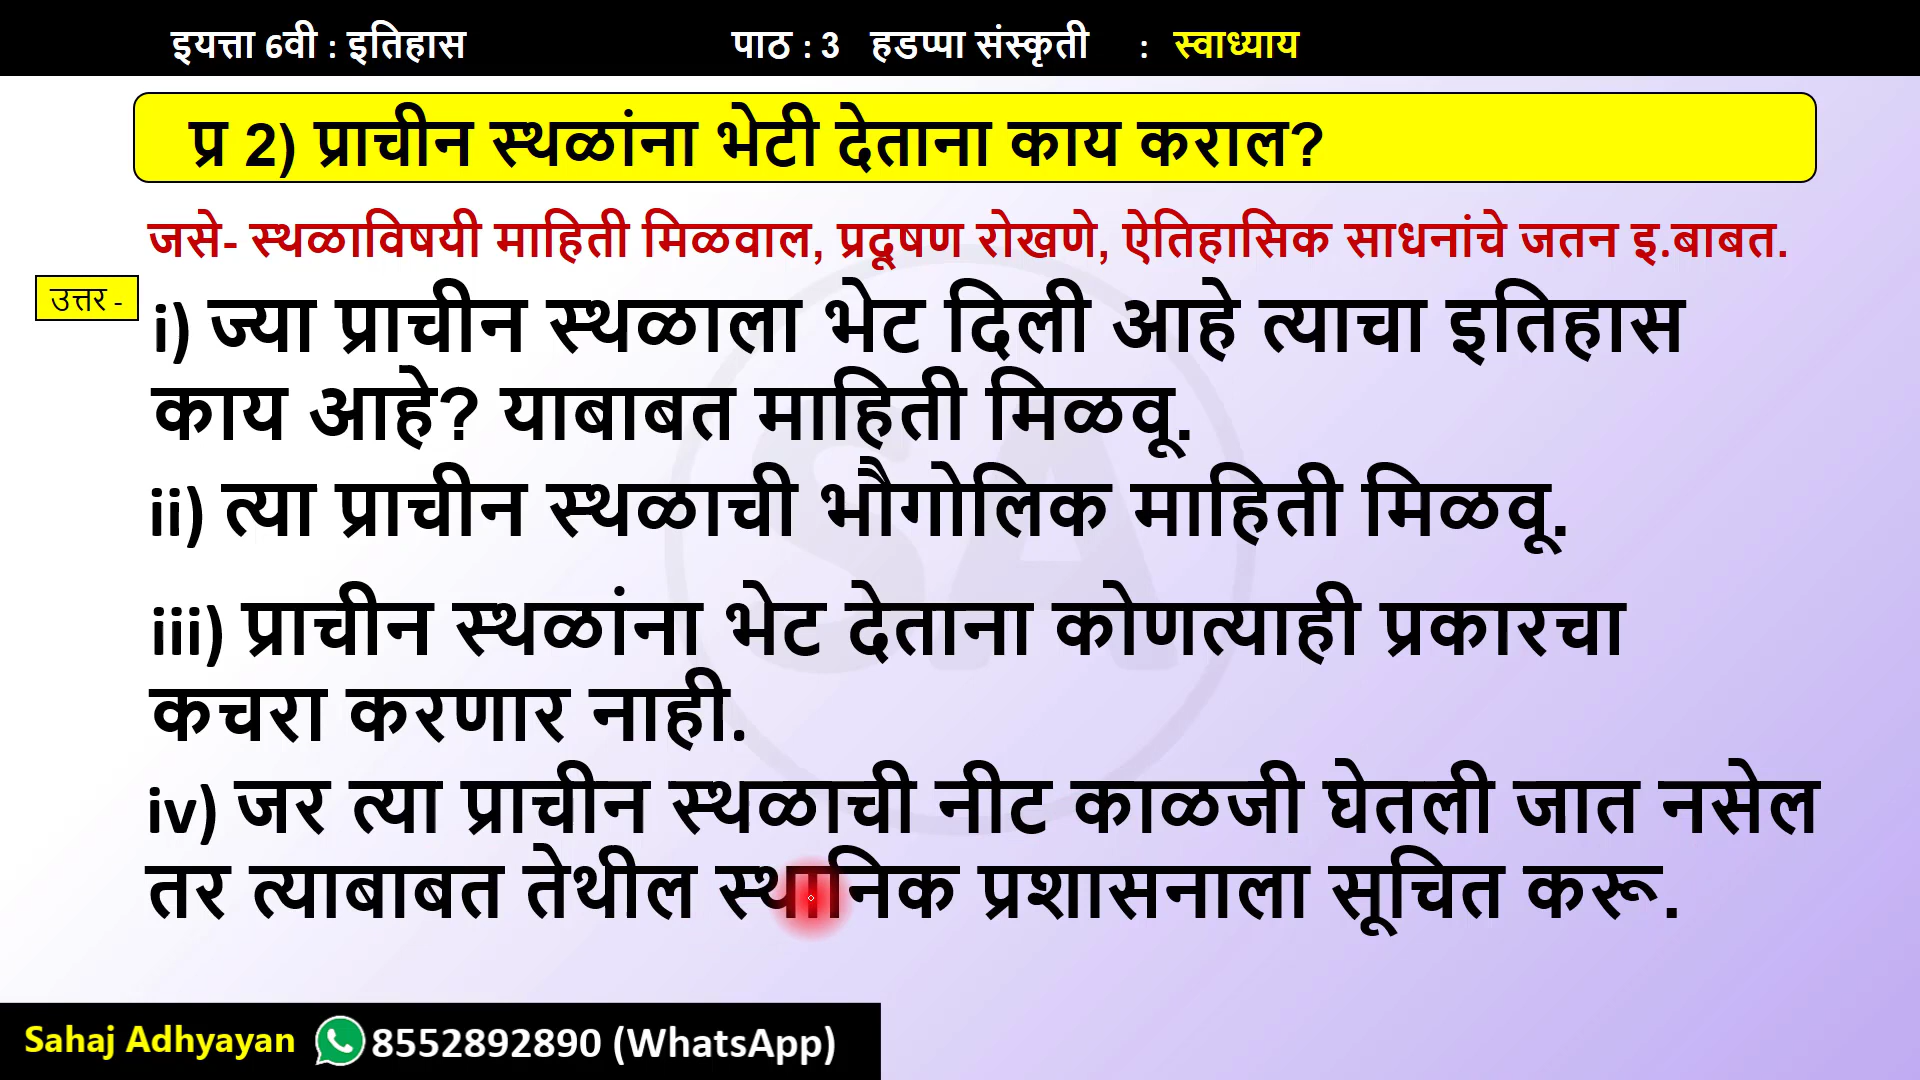 इयत्ता 6वी : इतिहास पाठ : 3 हडप्पा संस्कृती : स्वाध्याय
प्र 2) प्राचीन स्थळांना भेटी देताना काय कराल?
जसे- स्थळाविषयी माहिती मिळवाल, प्रदूषण रोखणे, ऐतिहासिक साधनांचे जतन इ.बाबत.
उत्तर -
i) ज्या प्राचीन स्थळाला भेट दिली आहे त्याचा इतिहास
काय आहे? याबाबत माहिती मिळवू.
ii) त्या प्राचीन स्थळाची भौगोलिक माहिती मिळवू.
iii) प्राचीन स्थळांना भेट देताना कोणत्याही प्रकारचा
कचरा करणार नाही.
iv) जर त्या प्राचीन स्थळाची नीट काळजी घेतली जात नसेल
तर त्याबाबत तेथील स्थानिक प्रशासनाला सूचित करू.
SA
Sahaj Adhyayan 8552892890 (WhatsApp)